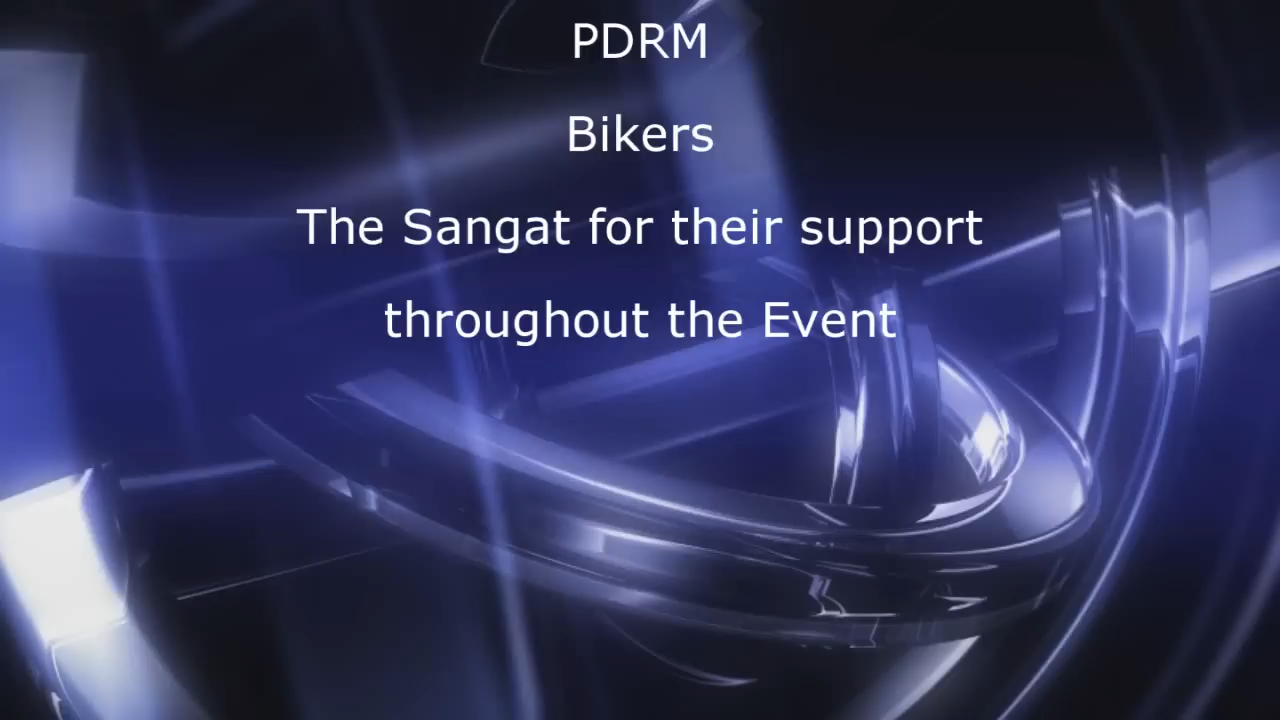 PDRM
Bikers
The Sangat for their support
throughout the Event